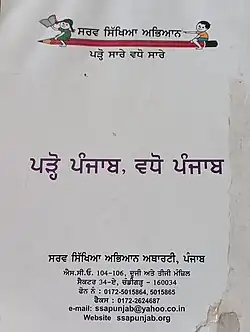 ਸਰਵ ਸਿੱਖਿਆ ਅਭਿਆਨ
ਪੜ੍ਹੋ ਸਾਰੇ ਵਧੋ ਸਾਰੇ
ਪੜ੍ਹੋ ਪੰਜਾਬ, ਵਧੋ ਪੰਜਾਬ
ਸਰਵ ਸਿੱਖਿਆ ਅਭਿਆਨ ਅਥਾਰਟੀ, ਪੰਜਾਬ
ਐਸ.ਸੀ.ਓ. 104-106, ਦੂਜੀ ਅਤੇ ਤੀਜੀ ਮੰਜ਼ਿਲ
ਸੈਕਟਰ 34-ਏ, ਚੰਡੀਗੜ੍ਹ - 160034
ਫੋਨ ਨੰ : 0172-5015864, 5015865
ਫੈਕਸ : 0172-2624687
e-mail: ssapunjab@yahoo.co.in
Website ssapunjab.org